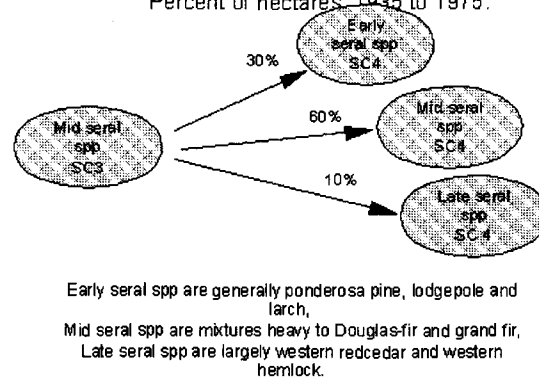 Percent of hectares, 1935 to 1975.
Early
seral spp
SC4
30%
Mid seral
spp
SC3
60%
Mid seral
spp
SC4
10%
Late seral
spp
SC 4
Early seral spp are generally ponderosa pine, lodgepole and
larch,
Mid seral spp are mixtures heavy to Douglas-fir and grand fir,
Late seral spp are largely western redcedar and western
hemlock.